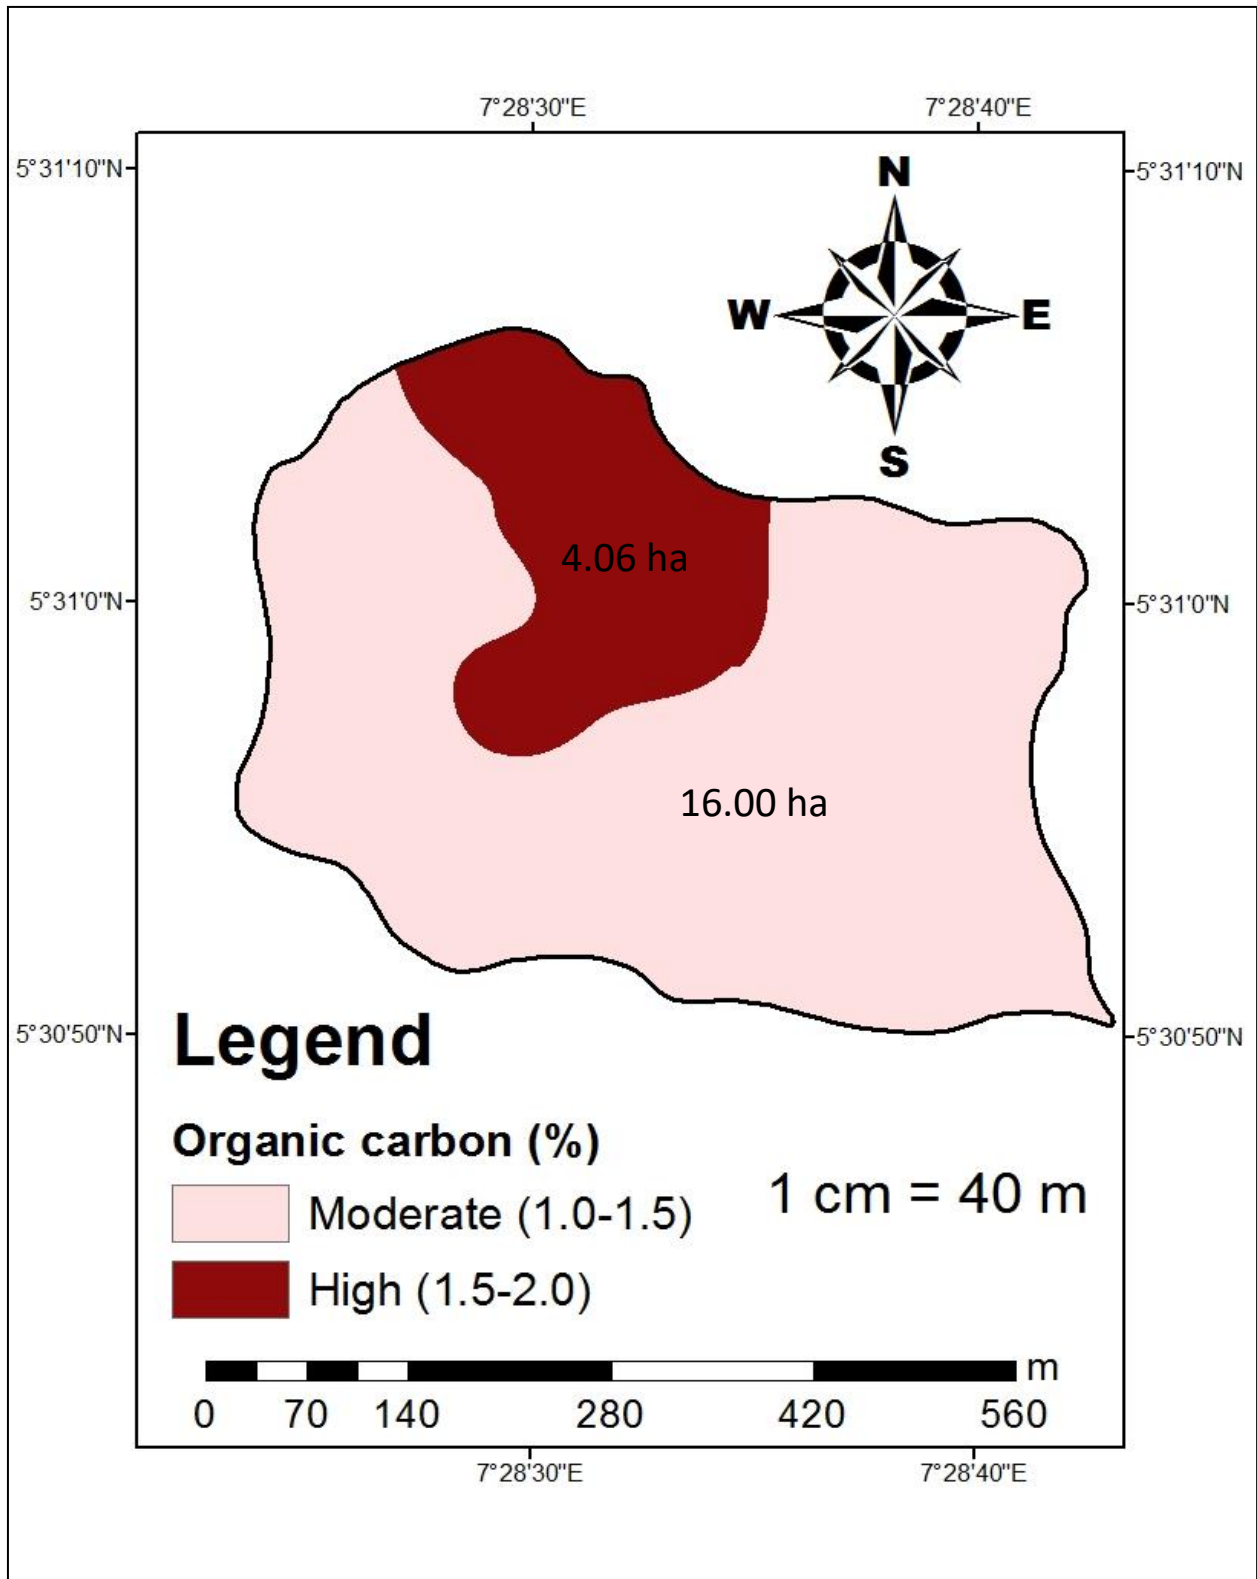 7°28'30"E 7°28'40"E
5°31'10"N 5°31'10"N
N
W E
S
4.06 ha
5°31'0"N 5°31'0"N
16.00 ha
5°30'50"N 5°30'50"N
Legend
Organic carbon (%)
Moderate (1.0-1.5)
1 cm = 40 m
High (1.5-2.0)
m
0 70 140 280 420 560
7°28'30"E 7°28'40"E